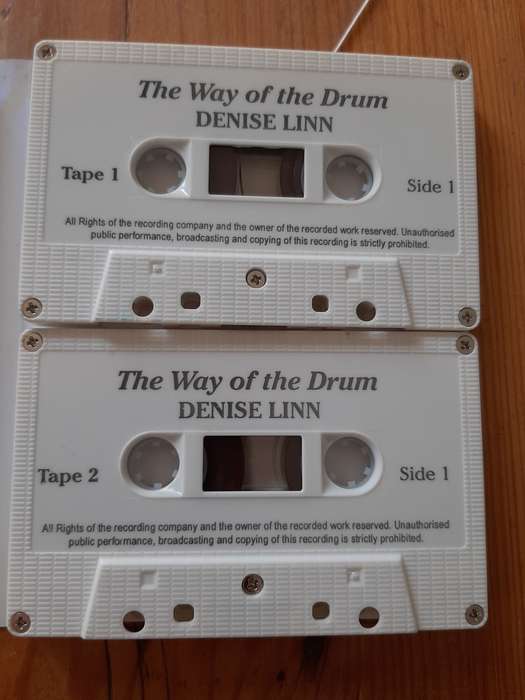 The Way of the Drum
DENISE LINN
Tape 1
Side 1
All Rights of the recording company and the owner of the recorded work reserved. Unauthorised
public performance, broadcasting and copying of this recording is strictly prohibited.
The Way of the Drum
DENISE LINN
Tape 2
Side 1
All Rights of the recording company and the owner of the recorded work reserved. Unauthorised
public performance, broadcasting and copying of this recording is strictly prohibited.